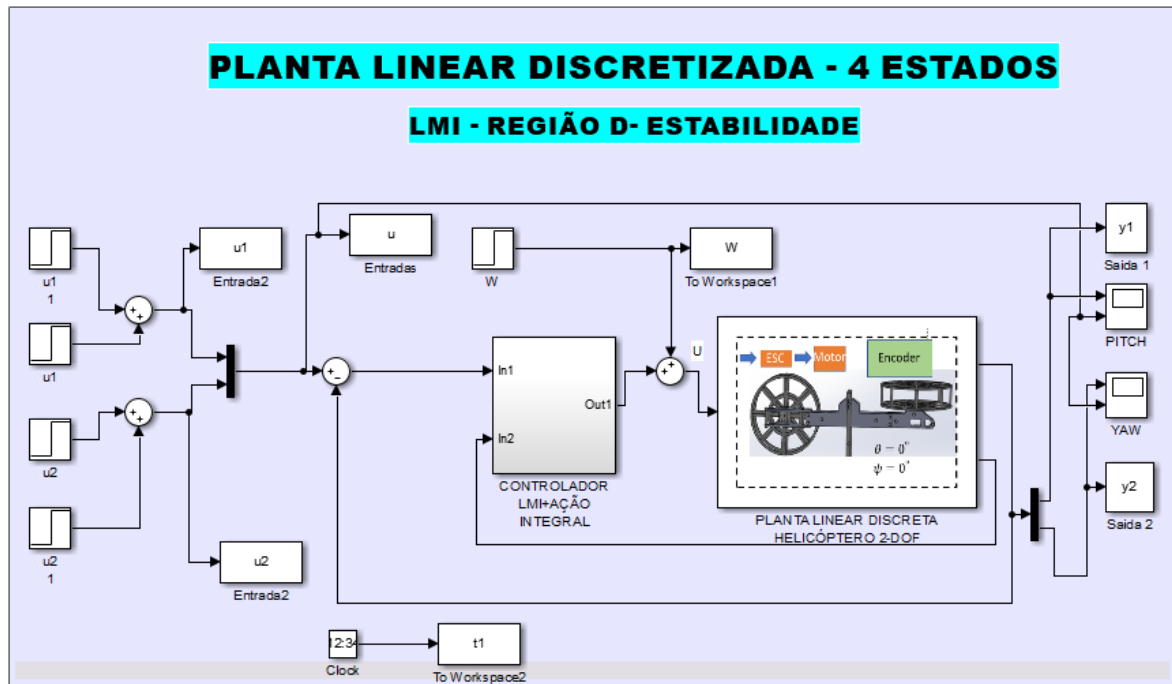 PLANTA LINEAR DISCRETIZADA - 4 ESTADOS
LMI - REGIÃO D- ESTABILIDADE
u1
1
u1
u2
u2
1
u1
Entrada2
u
Entradas
W
W
To Workspace1
u2
Entrada2
In1
In2
Out1
CONTROLADOR
LMI+AÇÃO
INTEGRAL
U
ESC
Motor
Encoder
θ = 0°
ψ = 0°
PLANTA LINEAR DISCRETA
HELICÓPTERO 2-DOF
y1
Saida 1
PITCH
YAW
y2
Saida 2
12:34
Clock
t1
To Workspace2